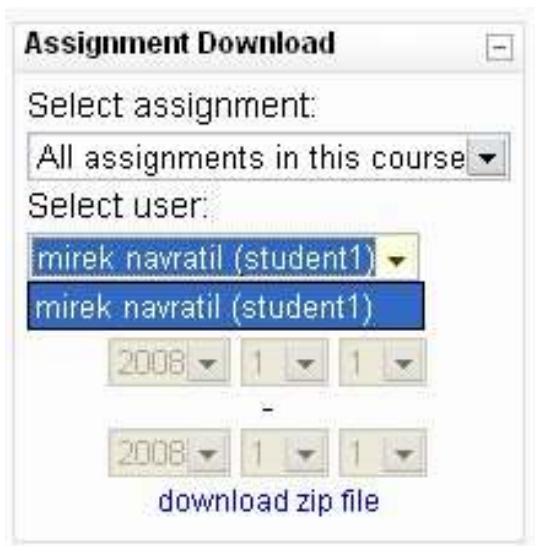 Assignment Download
Select assignment:
All assignments in this course
Select user:
mirek navratil (student1)
mirek navratil (student1)
2008 1 1
-
2008 1 1
download zip file